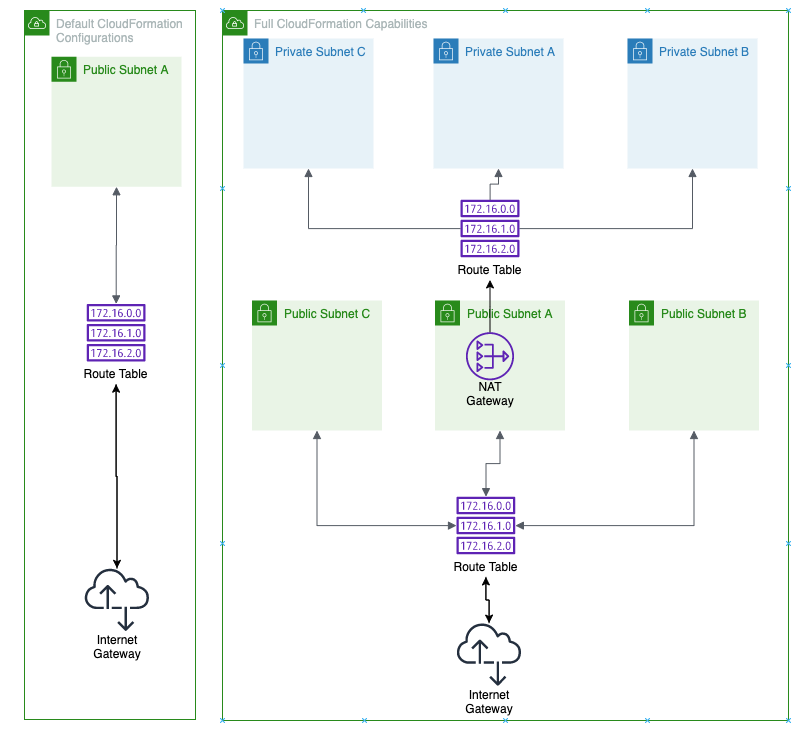 Default CloudFormation
Configurations
Public Subnet A
172.16.0.0
172.16.1.0
172.16.2.0
Route Table
Internet
Gateway
Full CloudFormation Capabilities
Private Subnet C
Private Subnet A
Private Subnet B
172.16.0.0
172.16.1.0
172.16.2.0
Route Table
Public Subnet C
Public Subnet A
Public Subnet B
NAT
Gateway
172.16.0.0
172.16.1.0
172.16.2.0
Route Table
Internet
Gateway